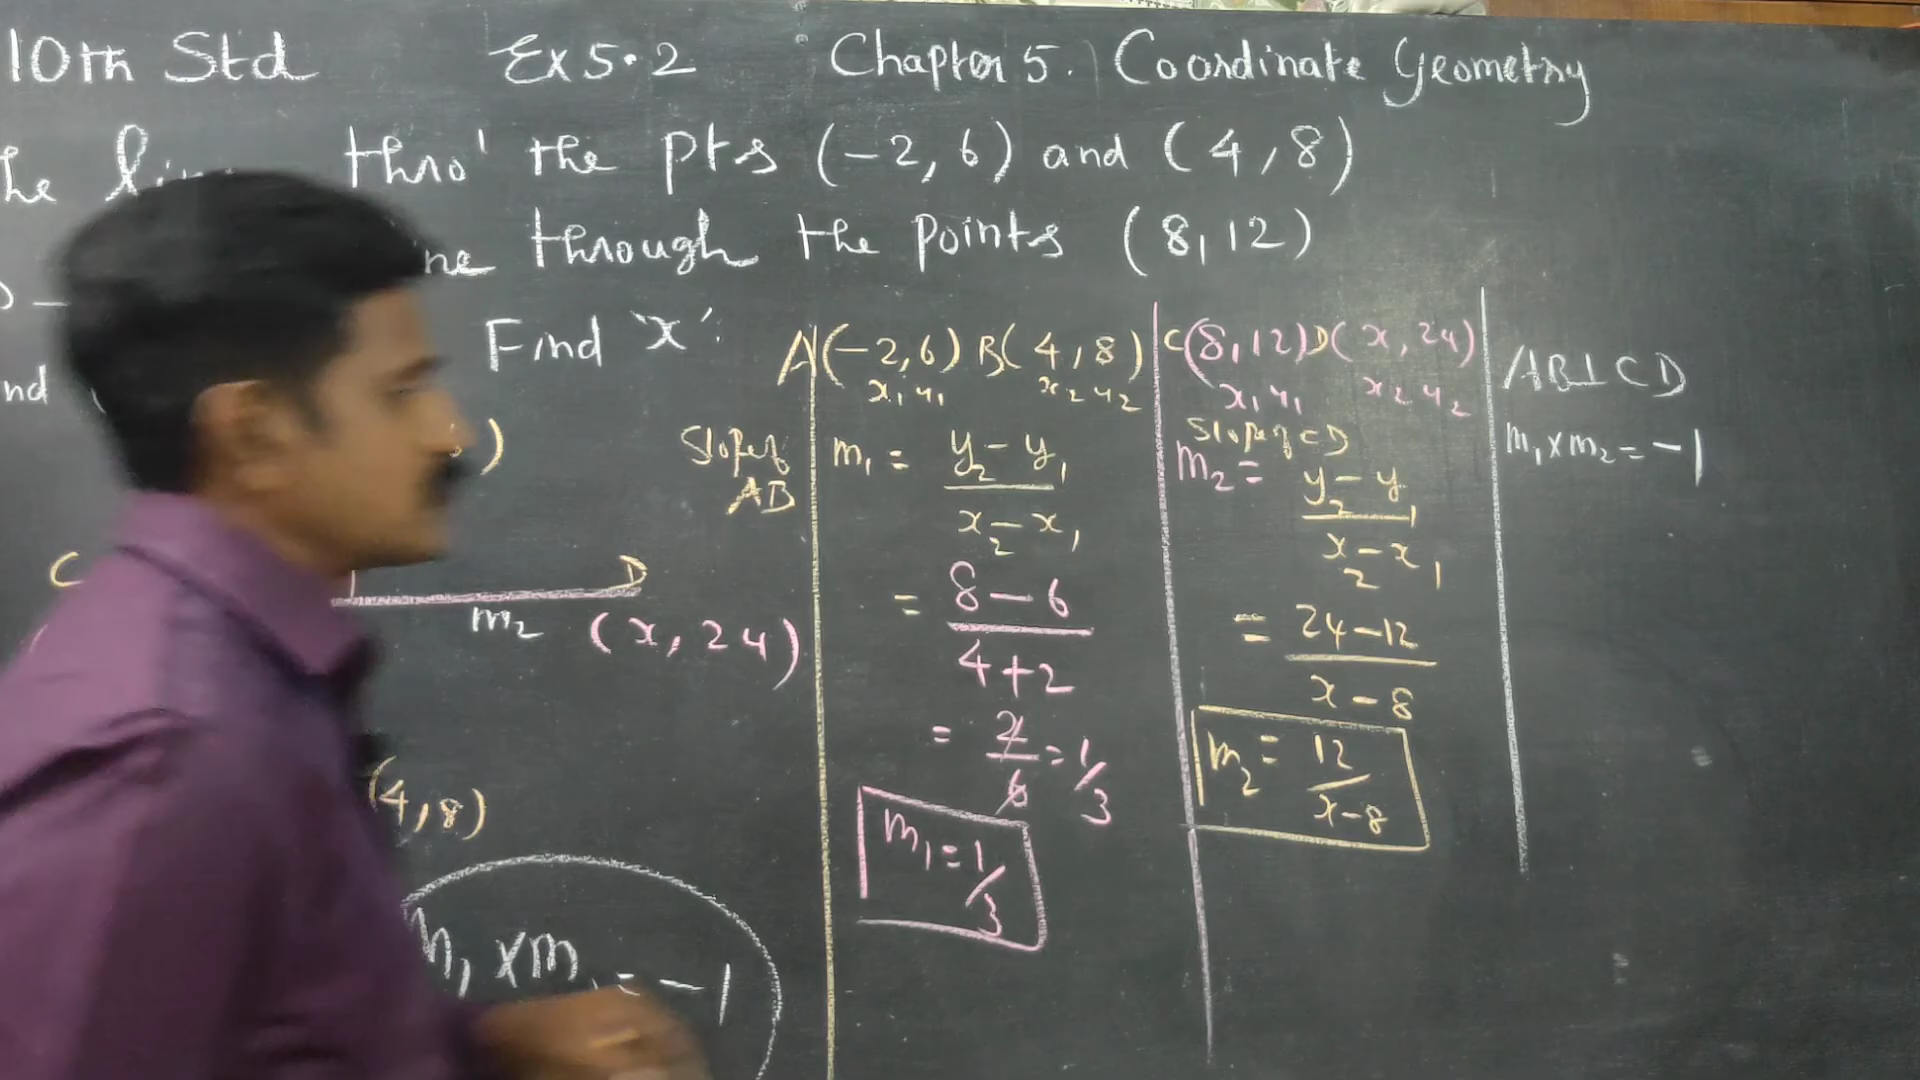 10th Std Ex 5.2 Chapter 5. Coordinate Geometry
thro' the pts (-2, 6) and (4, 8)
through the points (8, 12)
Find 'x'.
A(-2,6) B(4,8)
x₁ y₁ x₂ y₂
Slope of AB
m₁ = y₂ - y₁ / x₂ - x₁
= 8 - 6 / 4 + 2
= 2/6 = 1/3
m₁ = 1/3
C(8,12) D(x, 24)
x₁ y₁ x₂ y₂
Slope of CD
m₂ = y₂ - y₁ / x₂ - x₁
= 24 - 12 / x - 8
m₂ = 12 / x - 8
AB ⊥ CD
m₁ x m₂ = -1
C D
m₂ (x, 24)
(4,8)
m₁ x m = -1